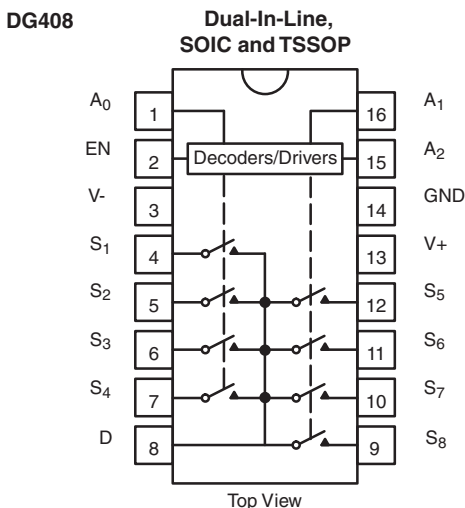 DG408
Dual-In-Line,
SOIC and TSSOP
A0 1 16 A1
EN 2 Decoders/Drivers 15 A2
V- 3 14 GND
S1 4 13 V+
S2 5 12 S5
S3 6 11 S6
S4 7 10 S7
D 8 9 S8
Top View